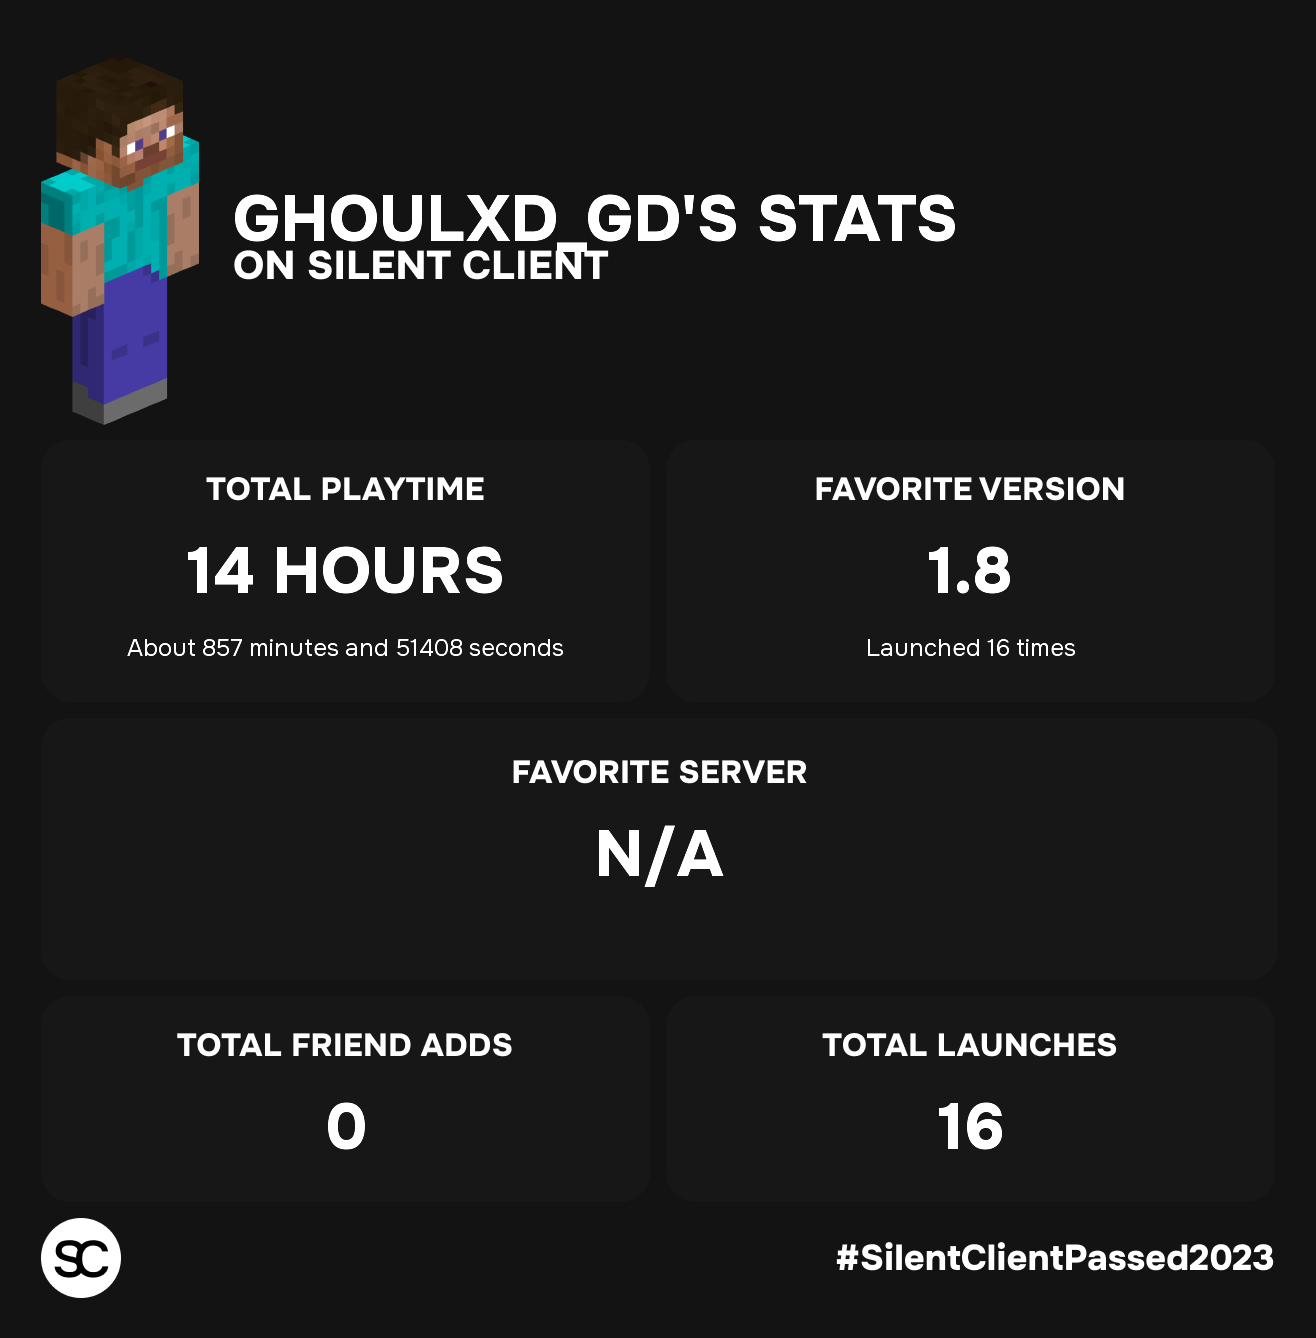 GHOULXD_GD'S STATS
ON SILENT CLIENT
TOTAL PLAYTIME
14 HOURS
About 857 minutes and 51408 seconds
FAVORITE VERSION
1.8
Launched 16 times
FAVORITE SERVER
N/A
TOTAL FRIEND ADDS
0
TOTAL LAUNCHES
16
SC
#SilentClientPassed2023